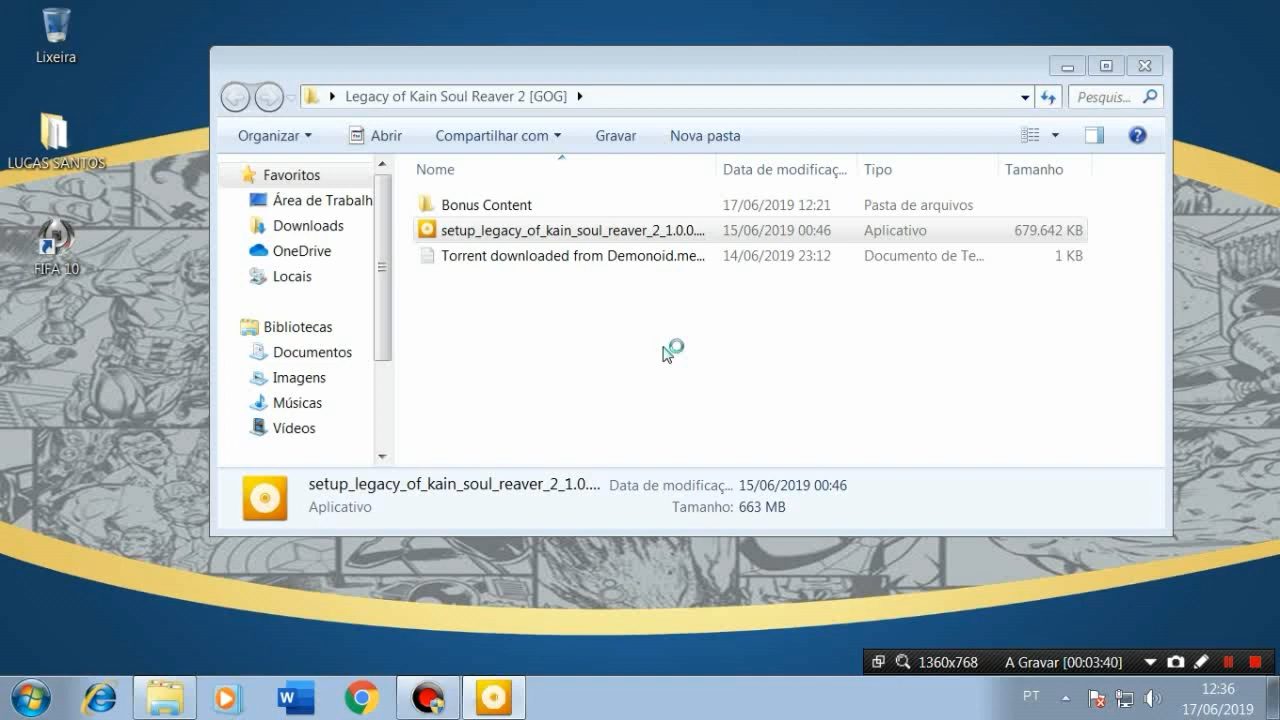 Lixeira
LUCAS SANTOS
FIFA 10
Legacy of Kain Soul Reaver 2 [GOG]
Pesquis...
Organizar
Abrir
Compartilhar com
Gravar
Nova pasta
Favoritos
Área de Trabalh
Downloads
OneDrive
Locais
Bibliotecas
Documentos
Imagens
Músicas
Vídeos
Nome Data de modificaç... Tipo Tamanho
Bonus Content 17/06/2019 12:21 Pasta de arquivos
setup_legacy_of_kain_soul_reaver_2_1.0.0.... 15/06/2019 00:46 Aplicativo 679.642 KB
Torrent downloaded from Demonoid.me... 14/06/2019 23:12 Documento de Te... 1 KB
setup_legacy_of_kain_soul_reaver_2_1.0.... Data de modificaç... 15/06/2019 00:46
Aplicativo Tamanho: 663 MB
1360x768 A Gravar [00:03:40]
PT
12:36
17/06/2019